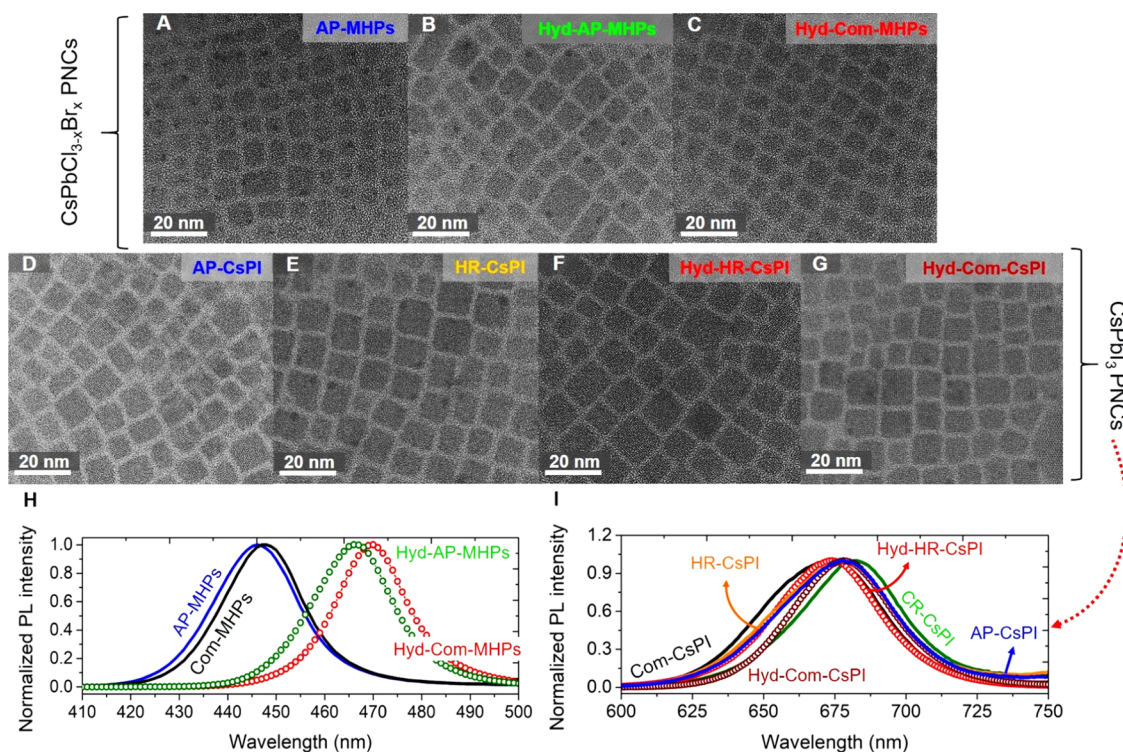 A AP-MHPs
B Hyd-AP-MHPs
C Hyd-Com-MHPs
CsPbCl3-xBrx PNCs
20 nm
20 nm
20 nm
D AP-CsPI
E HR-CsPI
F Hyd-HR-CsPI
G Hyd-Com-CsPI
CsPbI3 PNCs
20 nm
20 nm
20 nm
20 nm
H
Normalized PL intensity
1.0
0.8
0.6
0.4
0.2
0.0
AP-MHPs
Com-MHPs
Hyd-AP-MHPs
Hyd-Com-MHPs
410 420 430 440 450 460 470 480 490 500
Wavelength (nm)
I
Normalized PL intensity
1.2
0.9
0.6
0.3
0.0
HR-CsPI
Hyd-HR-CsPI
CR-CsPI
AP-CsPI
Com-CsPI
Hyd-Com-CsPI
600 625 650 675 700 725 750
Wavelength (nm)